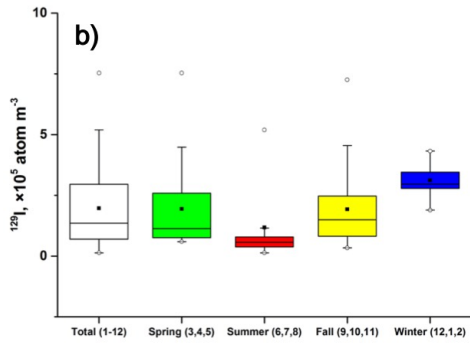 b)
10
5
0
¹²⁹I, ×10⁵ atom m⁻³
Total (1-12) Spring (3,4,5) Summer (6,7,8) Fall (9,10,11) Winter (12,1,2)